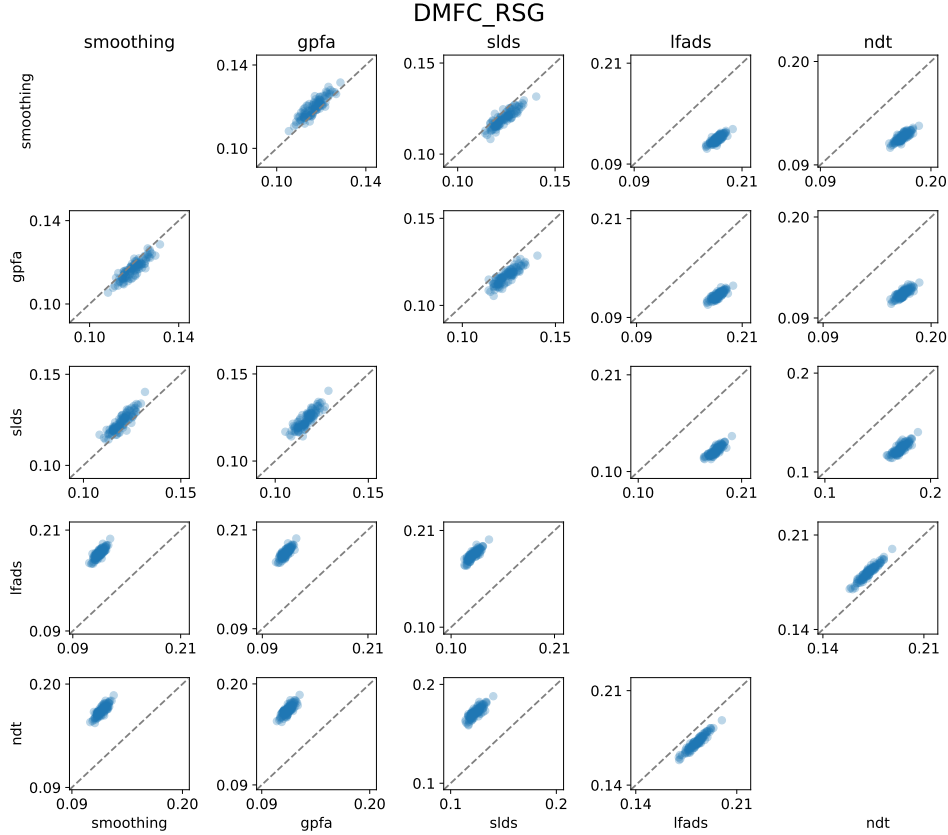 DMFC_RSG
smoothing gpfa slds lfads ndt
smoothing
0.14 0.10 0.10 0.14
0.15 0.10 0.10 0.15
0.21 0.09 0.09 0.21
0.20 0.09 0.09 0.20
gpfa
0.14 0.10 0.10 0.14
0.15 0.10 0.10 0.15
0.21 0.09 0.09 0.21
0.20 0.09 0.09 0.20
slds
0.15 0.10 0.10 0.15
0.15 0.10 0.10 0.15
0.21 0.10 0.10 0.21
0.2 0.1 0.1 0.2
lfads
0.21 0.09 0.09 0.21
0.21 0.09 0.09 0.21
0.21 0.10 0.10 0.21
0.21 0.14 0.14 0.21
ndt
0.20 0.09 0.09 0.20
0.20 0.09 0.09 0.20
0.2 0.1 0.1 0.2
0.21 0.14 0.14 0.21
smoothing gpfa slds lfads ndt